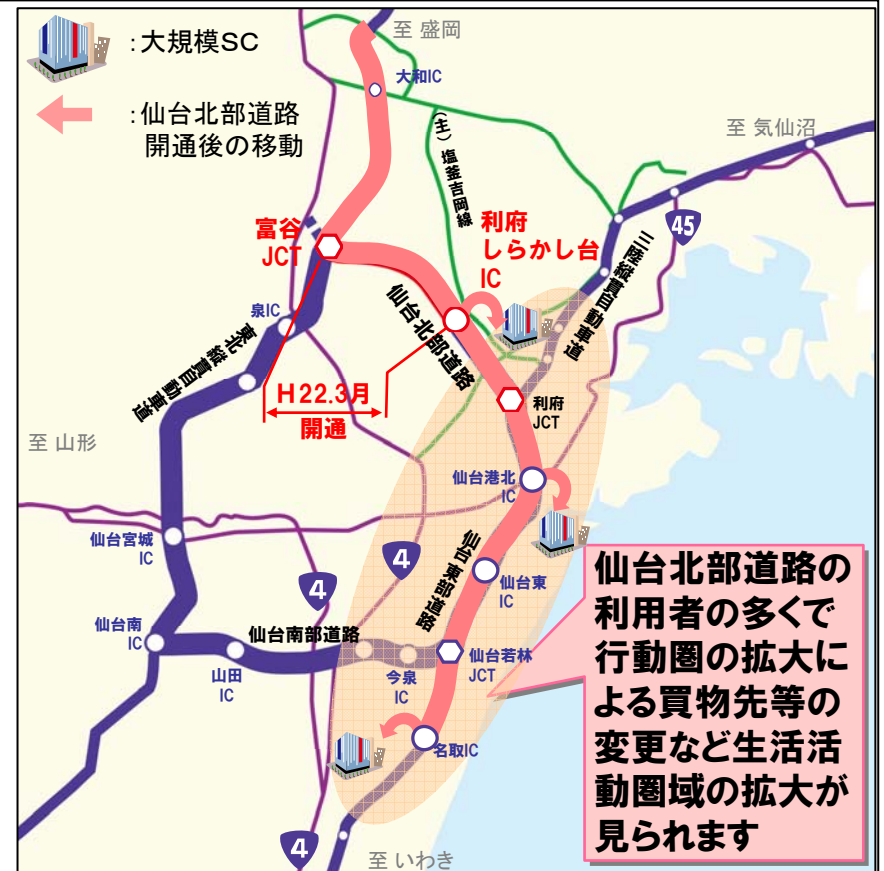 :大規模SC
:仙台北部道路
開通後の移動
至 盛岡
大和IC
至 気仙沼
(主)塩釜吉岡線
45
富谷
JCT
利府
しらかし台
IC
三陸縦貫自動車道
泉IC
仙台北部道路
東北縦貫自動車道
H22.3月
開通
利府
JCT
至 山形
仙台港北
IC
仙台宮城
IC
4
4
仙台東部道路
仙台東
IC
仙台南
IC
仙台南部道路
山田
IC
今泉
IC
仙台若林
JCT
名取IC
仙台北部道路の
利用者の多くで
行動圏の拡大に
よる買物先等の
変更など生活活
動圏域の拡大が
見られます
4
至 いわき